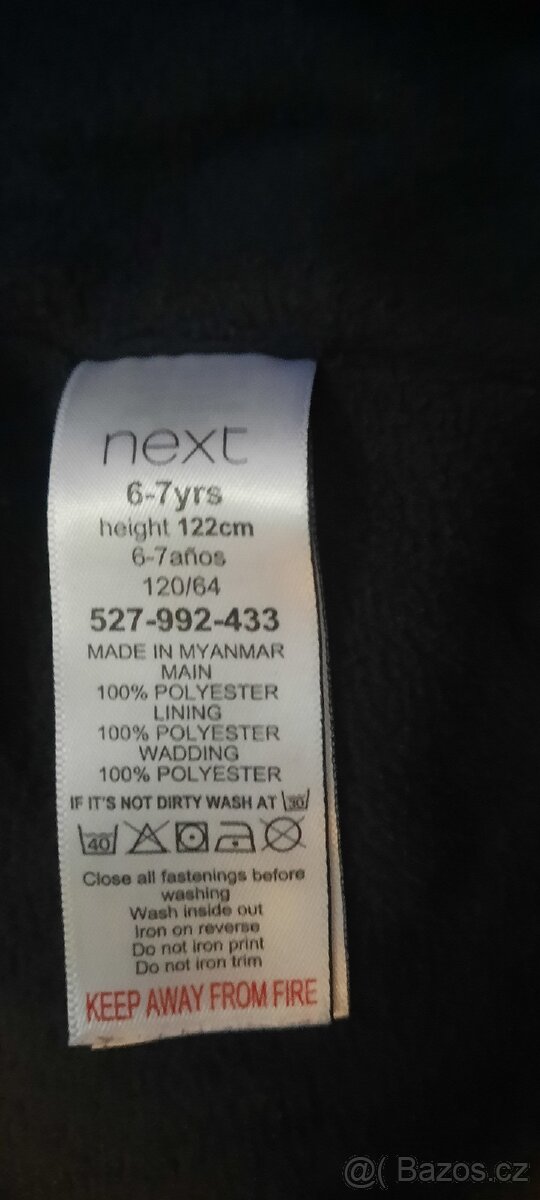 next
6-7yrs
height 122cm
6-7años
120/64
527-992-433
MADE IN MYANMAR
MAIN
100% POLYESTER
LINING
100% POLYESTER
WADDING
100% POLYESTER
IF IT'S NOT DIRTY WASH AT 30
40
Close all fastenings before
washing
Wash inside out
Iron on reverse
Do not iron print
Do not iron trim
KEEP AWAY FROM FIRE
@( Bazos.cz